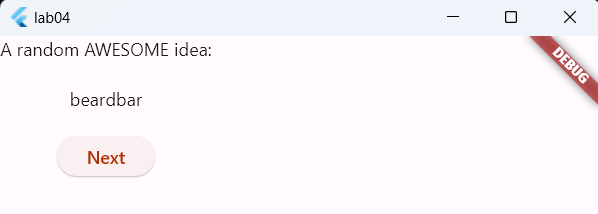 lab04
A random AWESOME idea:
DEBUG
beardbar
Next